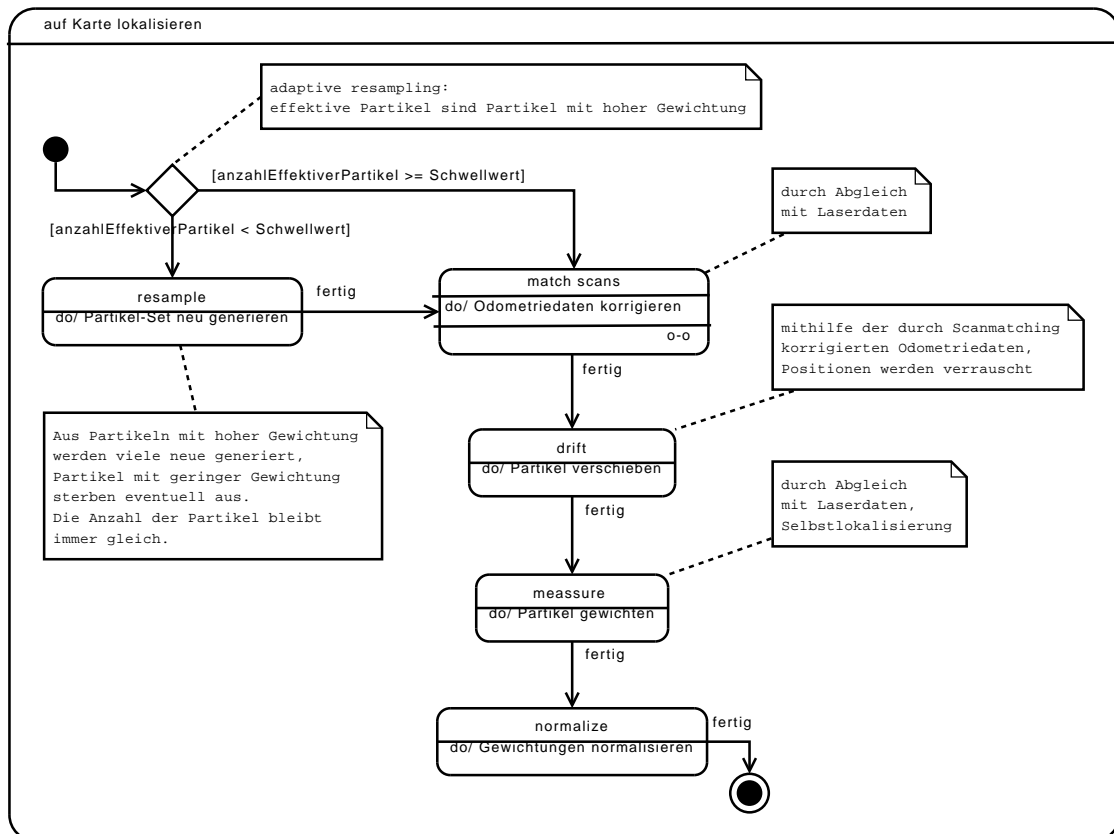 auf Karte lokalisieren
adaptive resampling:
effektive Partikel sind Partikel mit hoher Gewichtung
[anzahlEffektiverPartikel >= Schwellwert]
durch Abgleich
mit Laserdaten
[anzahlEffektiverPartikel < Schwellwert]
match scans
do/ Odometriedaten korrigieren
o-o
resample
do/ Partikel-Set neu generieren
fertig
mithilfe der durch Scanmatching
korrigierten Odometriedaten,
Positionen werden verrauscht
fertig
Aus Partikeln mit hoher Gewichtung
werden viele neue generiert,
Partikel mit geringer Gewichtung
sterben eventuell aus.
Die Anzahl der Partikel bleibt
immer gleich.
drift
do/ Partikel verschieben
durch Abgleich
mit Laserdaten,
Selbstlokalisierung
fertig
meassure
do/ Partikel gewichten
fertig
normalize
do/ Gewichtungen normalisieren
fertig